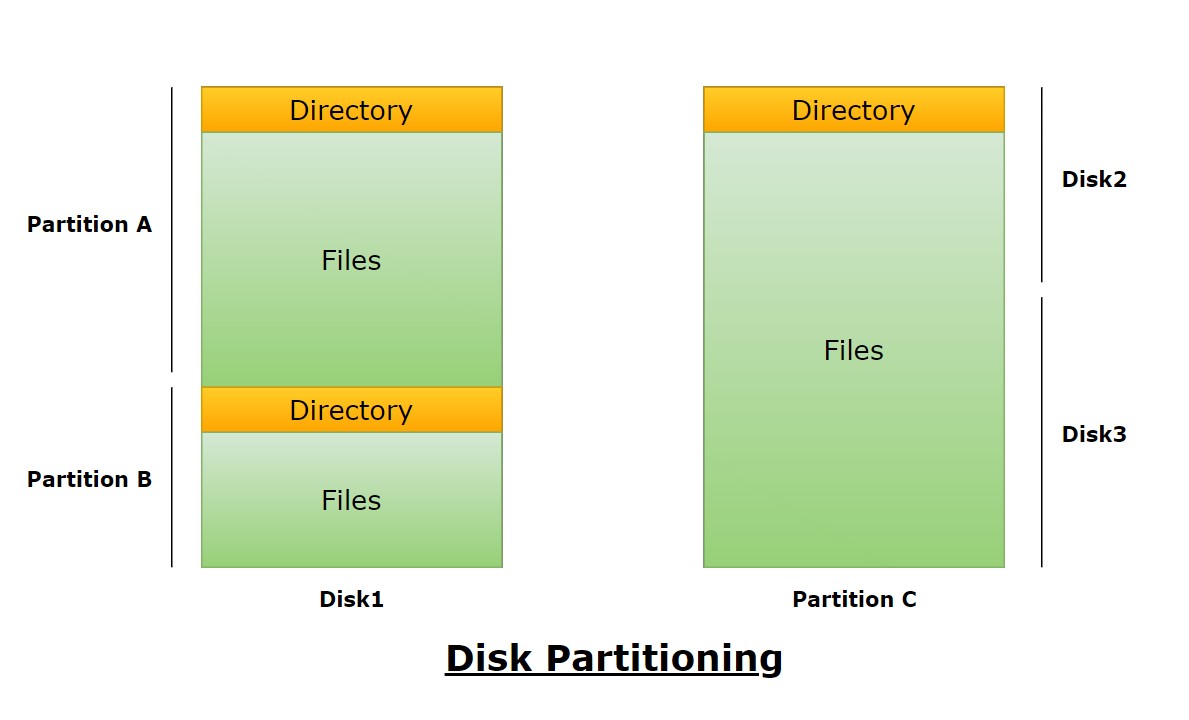 Directory
Partition A
Files
Directory
Partition B
Files
Disk1
Directory
Disk2
Files
Disk3
Partition C
Disk Partitioning